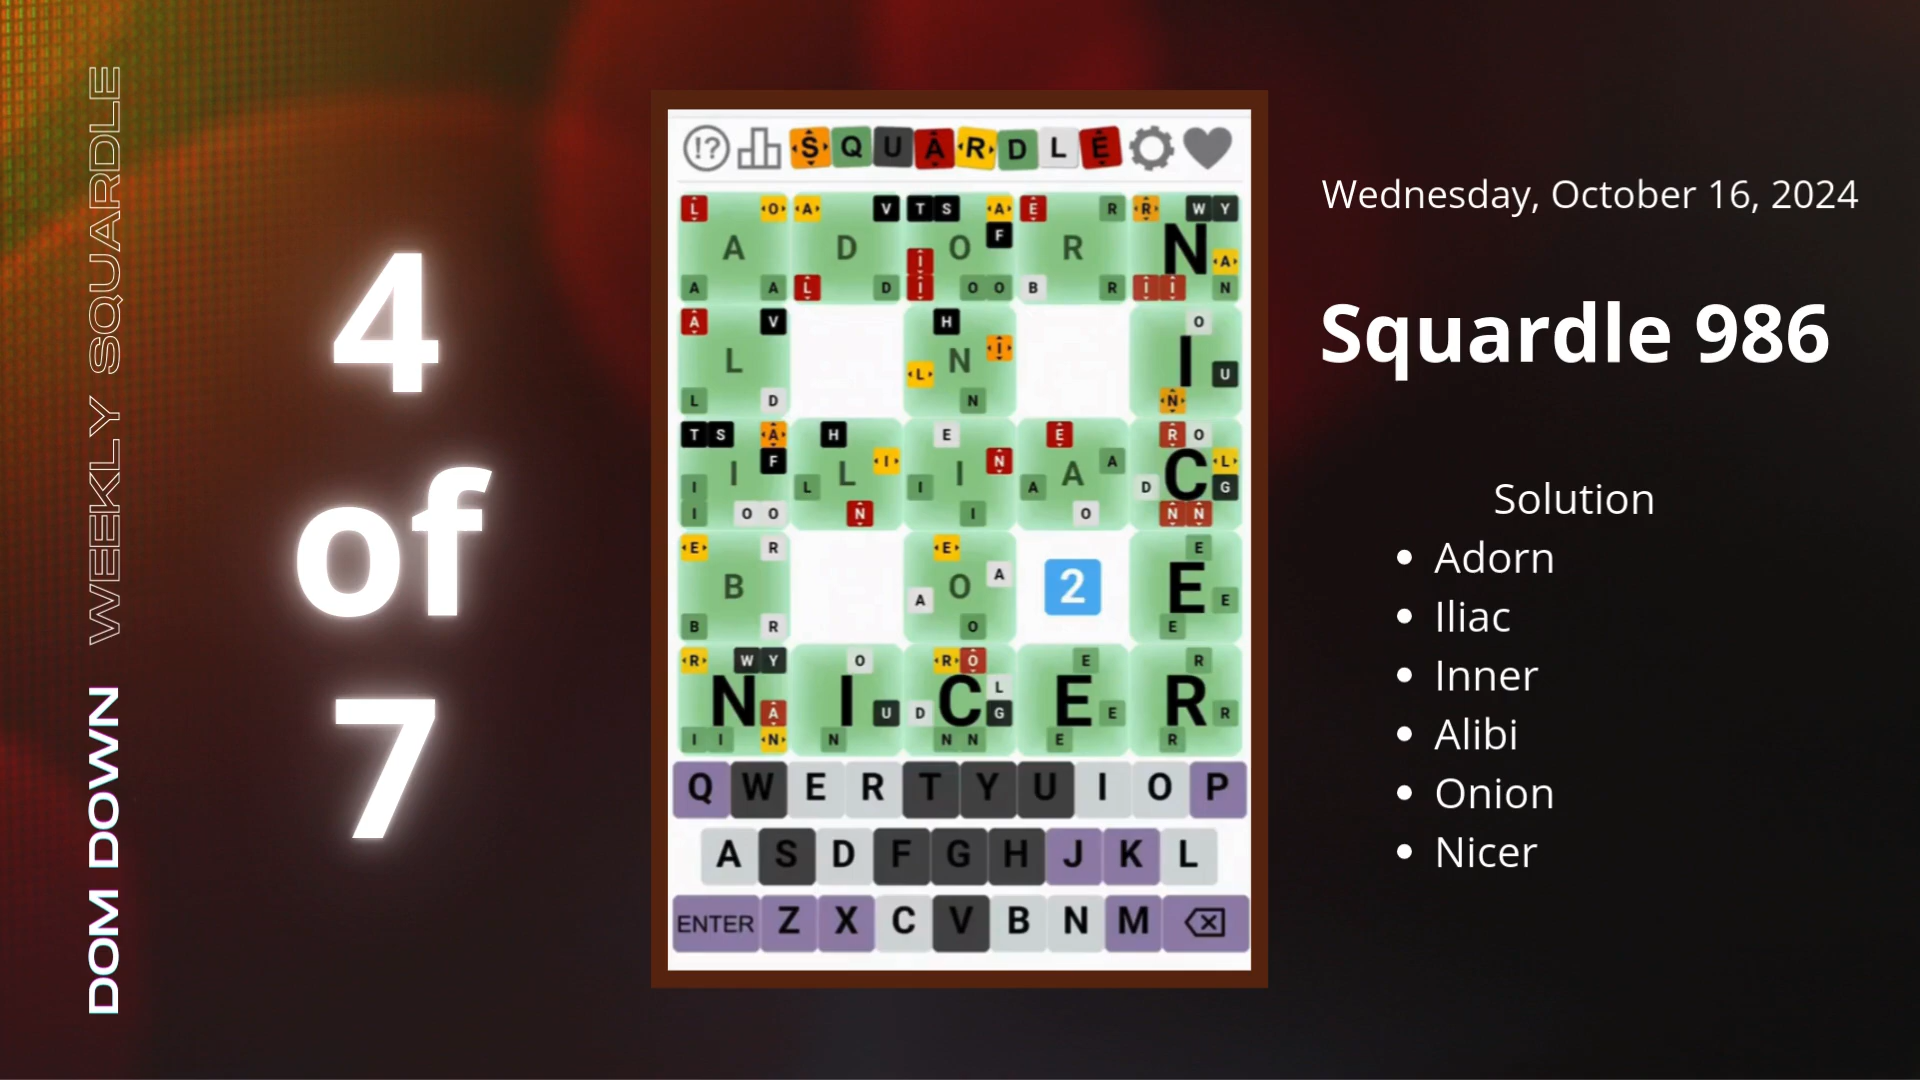 DOM DOWN WEEKLY SQUARDLE
4
of
7
!? SQUARDLE
L O A V T S A E R R W Y
F
A D O R N
I A
A A L D I O O B R I I N
A V H O
I
L N I
L U
L D N N
T S A H E E R O
F I N A L
I L I A C
I L I A D G
I O O N I O N N
E R E E
A
B O 2 E
A E
B R O E
R W Y O R O E R
L
N I C E R
A U D G E R
I I N N N N E R
Q W E R T Y U I O P
A S D F G H J K L
ENTER Z X C V B N M
Wednesday, October 16, 2024
Squardle 986
Solution
Adorn
Iliac
Inner
Alibi
Onion
Nicer